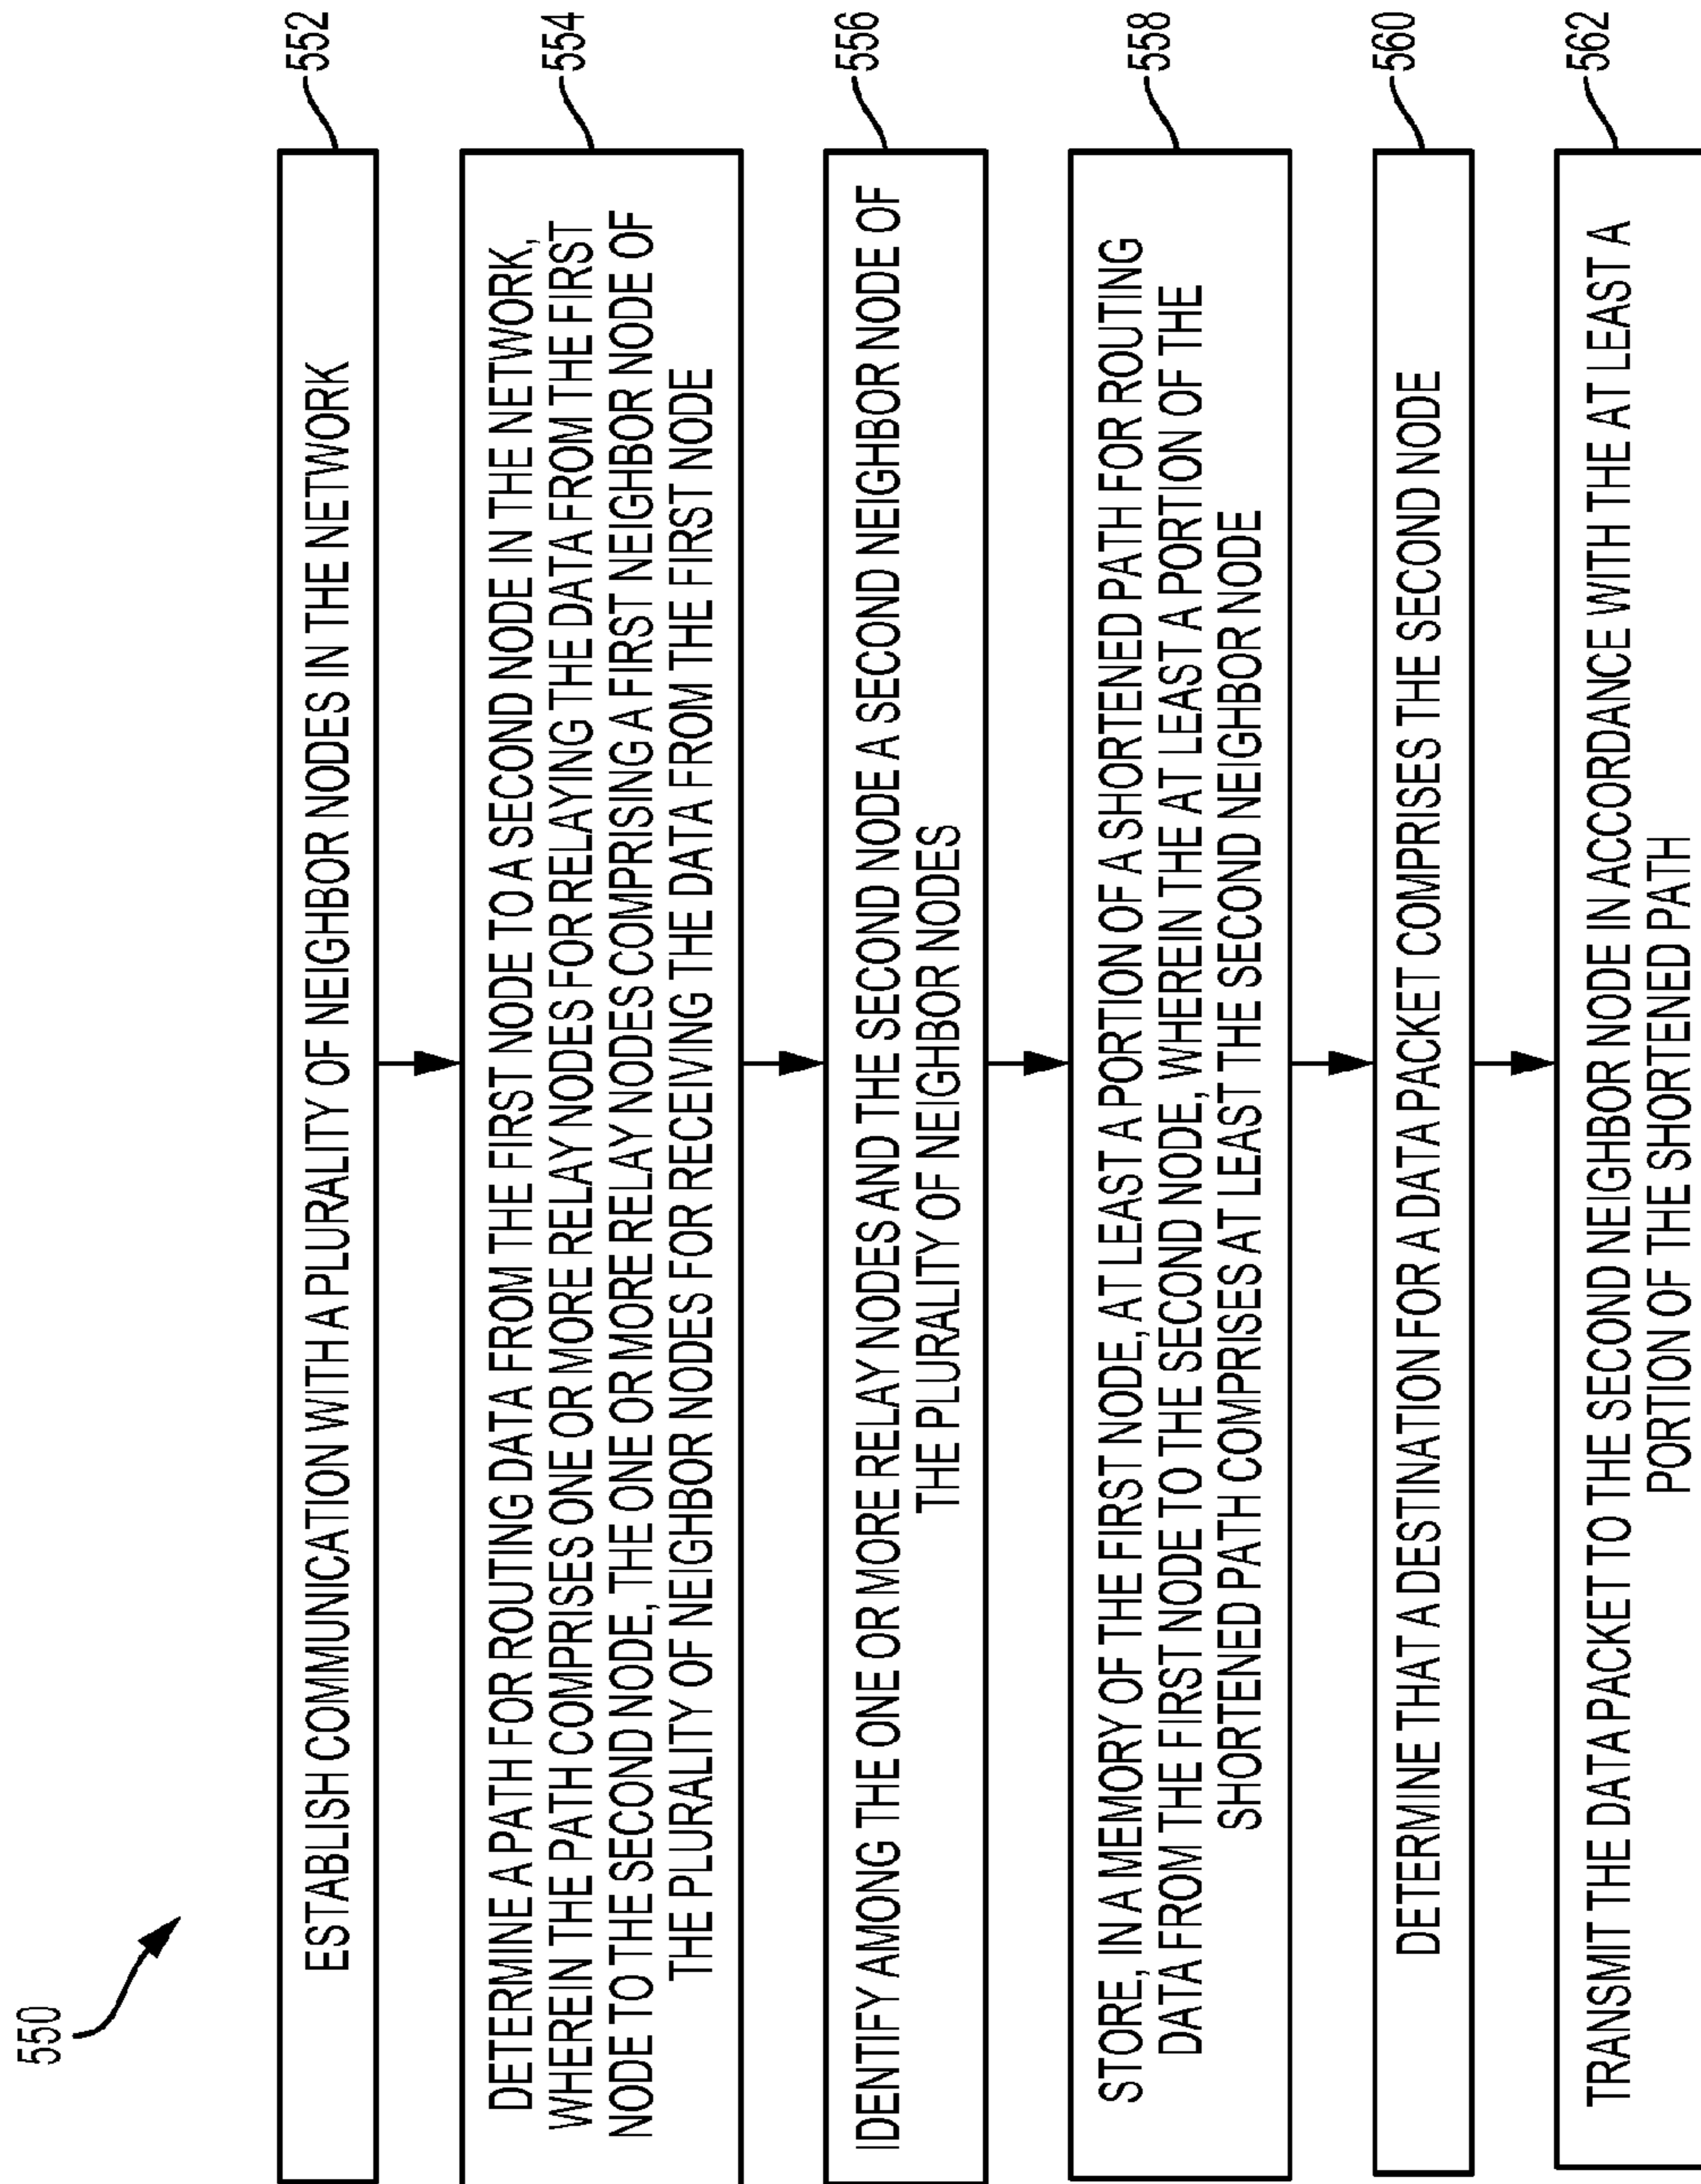 550
ESTABLISH COMMUNICATION WITH A PLURALITY OF NEIGHBOR NODES IN THE NETWORK
552
DETERMINE A PATH FOR ROUTING DATA FROM THE FIRST NODE TO A SECOND NODE IN THE NETWORK,
WHEREIN THE PATH COMPRISES ONE OR MORE RELAY NODES FOR RELAYING THE DATA FROM THE FIRST
NODE TO THE SECOND NODE, THE ONE OR MORE RELAY NODES COMPRISING A FIRST NEIGHBOR NODE OF
THE PLURALITY OF NEIGHBOR NODES FOR RECEIVING THE DATA FROM THE FIRST NODE
554
IDENTIFY AMONG THE ONE OR MORE RELAY NODES AND THE SECOND NODE A SECOND NEIGHBOR NODE OF
THE PLURALITY OF NEIGHBOR NODES
556
STORE, IN A MEMORY OF THE FIRST NODE, AT LEAST A PORTION OF A SHORTENED PATH FOR ROUTING
DATA FROM THE FIRST NODE TO THE SECOND NODE, WHEREIN THE AT LEAST A PORTION OF THE
SHORTENED PATH COMPRISES AT LEAST THE SECOND NEIGHBOR NODE
558
DETERMINE THAT A DESTINATION FOR A DATA PACKET COMPRISES THE SECOND NODE
560
TRANSMIT THE DATA PACKET TO THE SECOND NEIGHBOR NODE IN ACCORDANCE WITH THE AT LEAST A
PORTION OF THE SHORTENED PATH
562